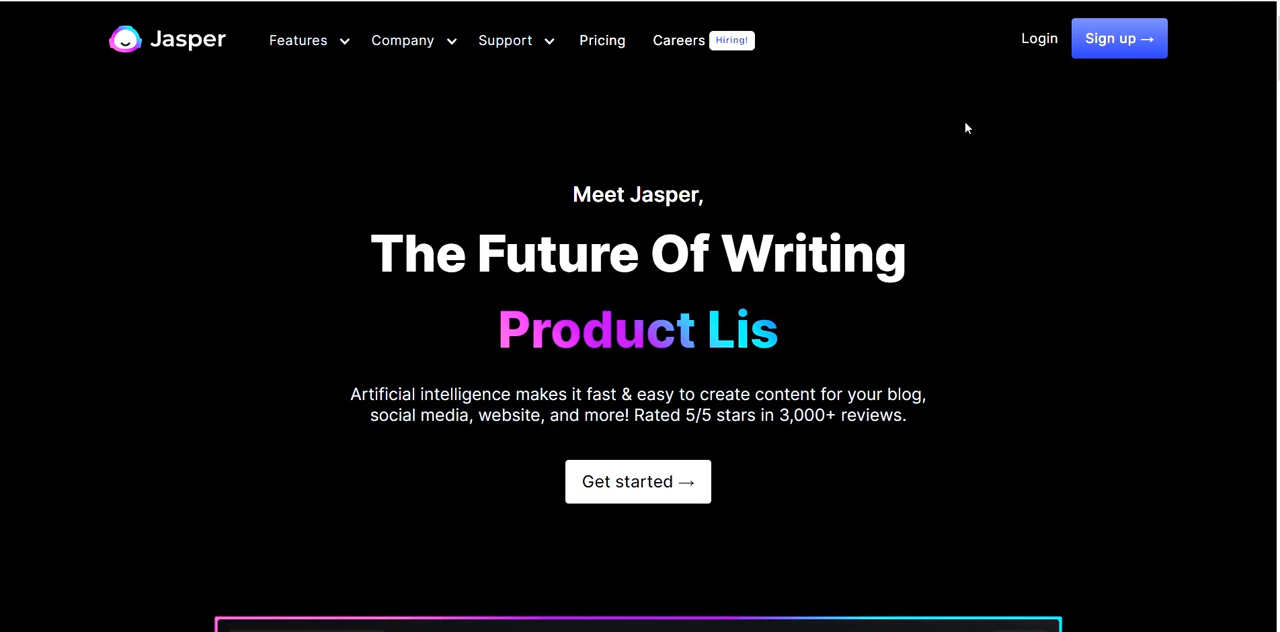 Jasper
Features
Company
Support
Pricing
Careers Hiring!
Login
Sign up →
Meet Jasper,
The Future Of Writing
Product Lis
Artificial intelligence makes it fast & easy to create content for your blog,
social media, website, and more! Rated 5/5 stars in 3,000+ reviews.
Get started →